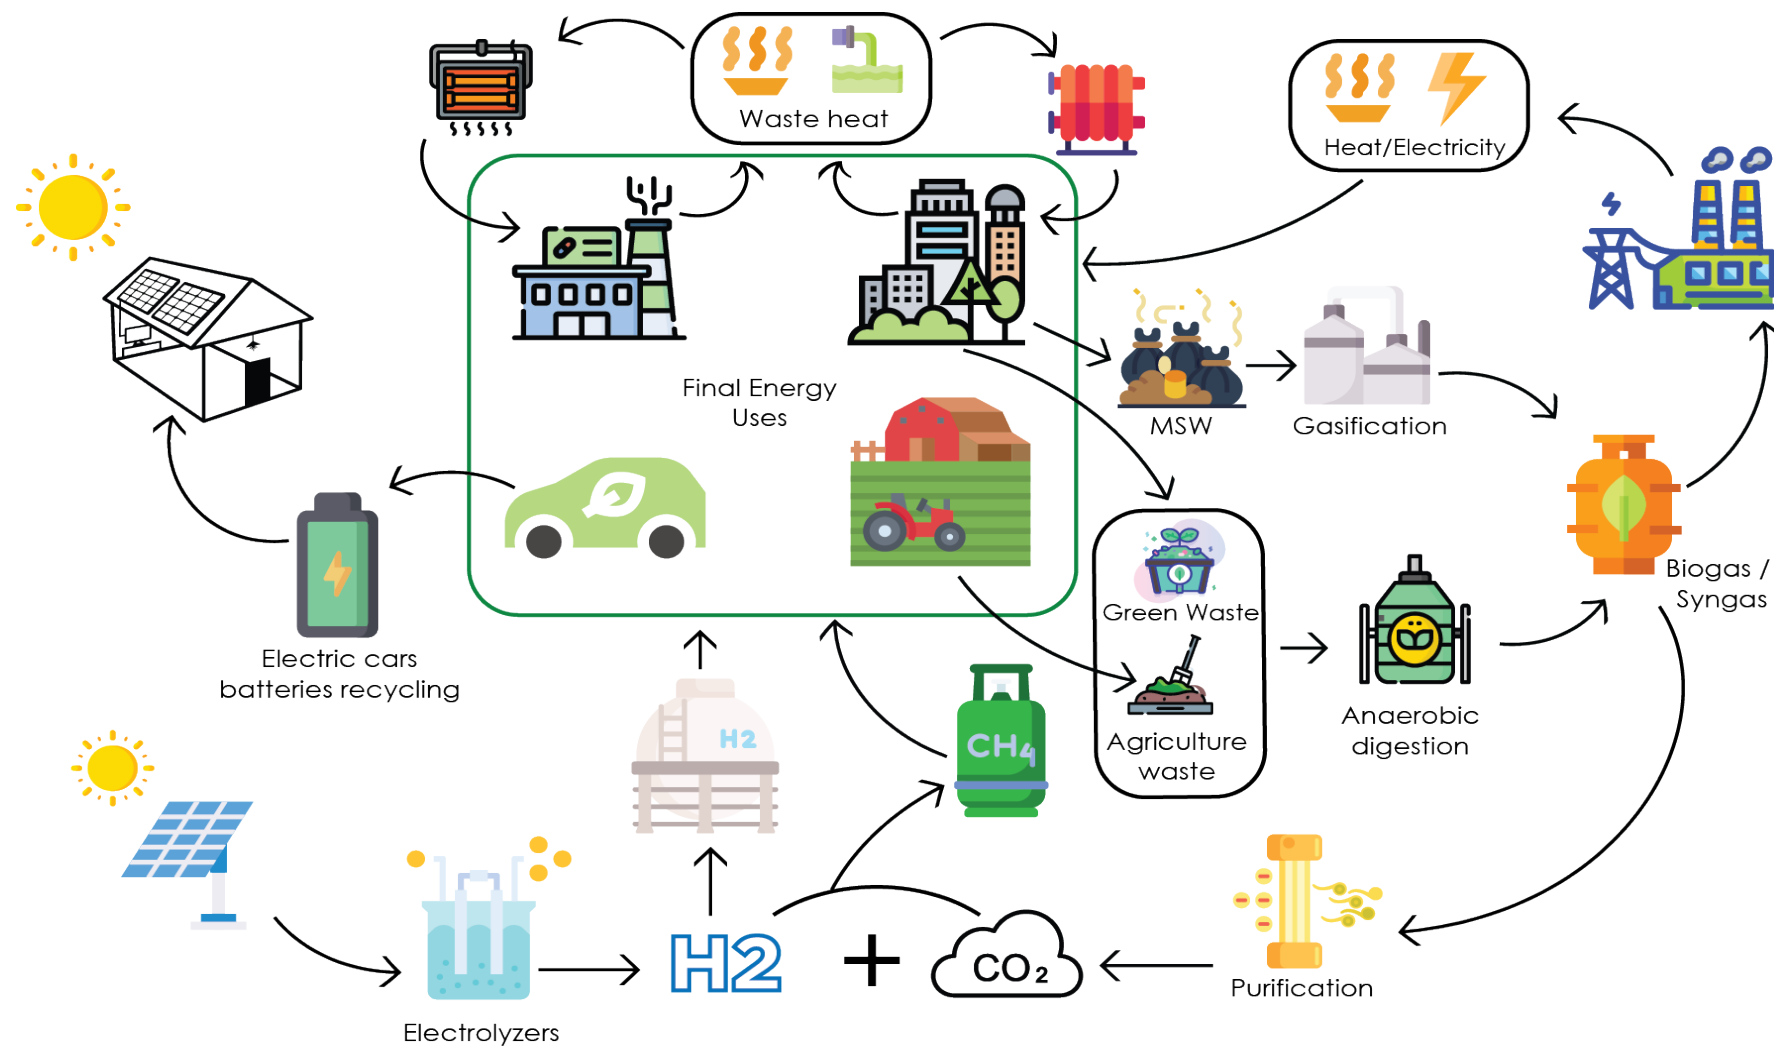 Waste heat
Heat/Electricity
Final Energy
Uses
MSW
Gasification
Biogas /
Syngas
Green Waste
Agriculture
waste
Anaerobic
digestion
Electric cars
batteries recycling
H2
CH4
H2
+
CO2
Purification
Electrolyzers